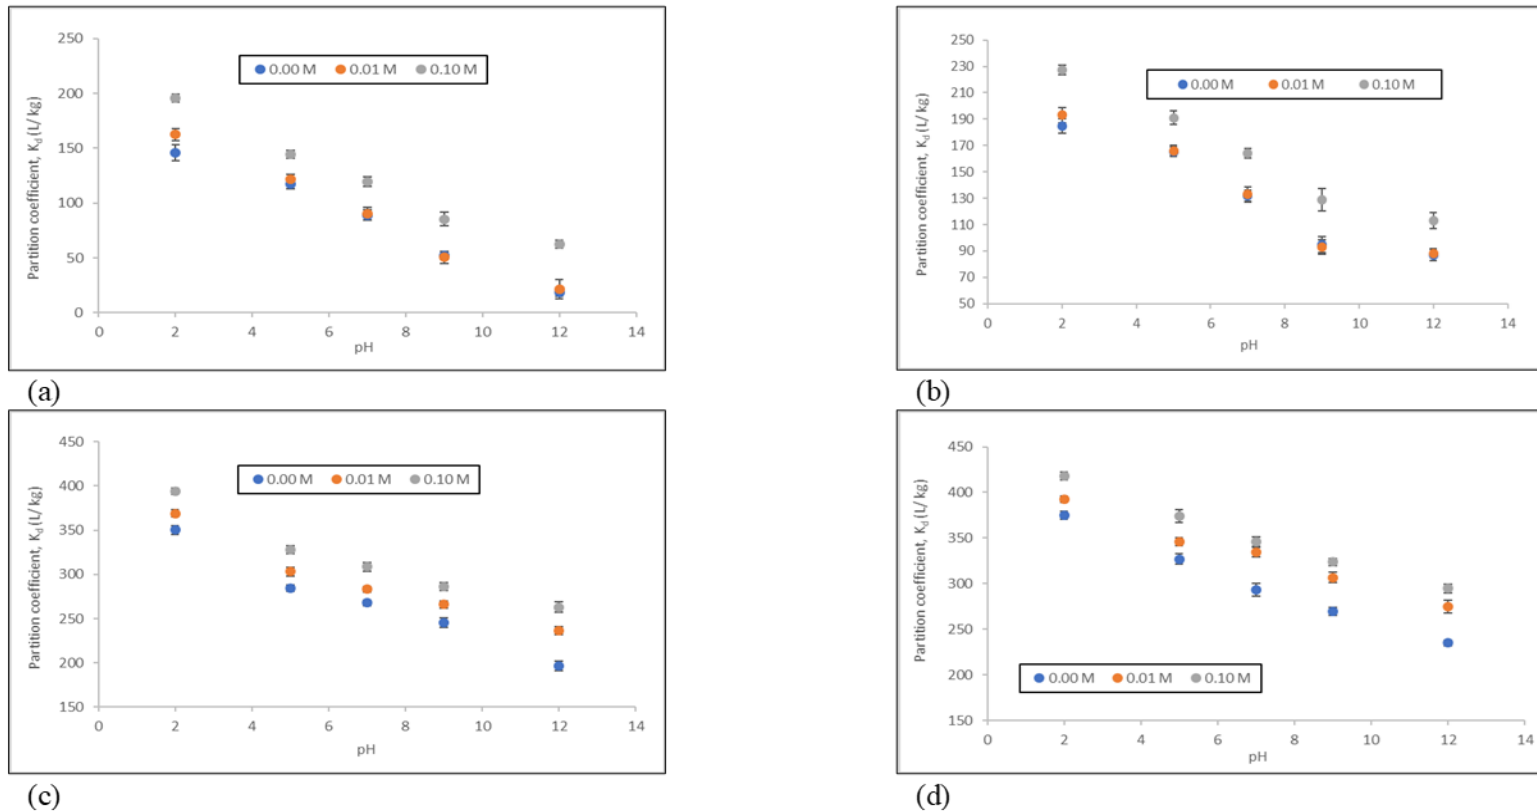 250
200
150
100
50
0
0 2 4 6 8 10 12 14
Partition coefficient, Kd (L/ kg)
pH
0.00 M 0.01 M 0.10 M
(a)
250
230
210
190
170
150
130
110
90
70
50
0 2 4 6 8 10 12 14
Partition coefficient, Kd (L/ kg)
pH
0.00 M 0.01 M 0.10 M
(b)
450
400
350
300
250
200
150
0 2 4 6 8 10 12 14
Partition coefficient, Kd (L/ kg)
pH
0.00 M 0.01 M 0.10 M
(c)
450
400
350
300
250
200
150
0 2 4 6 8 10 12 14
Partition coefficient, Kd (L/ kg)
pH
0.00 M 0.01 M 0.10 M
(d)